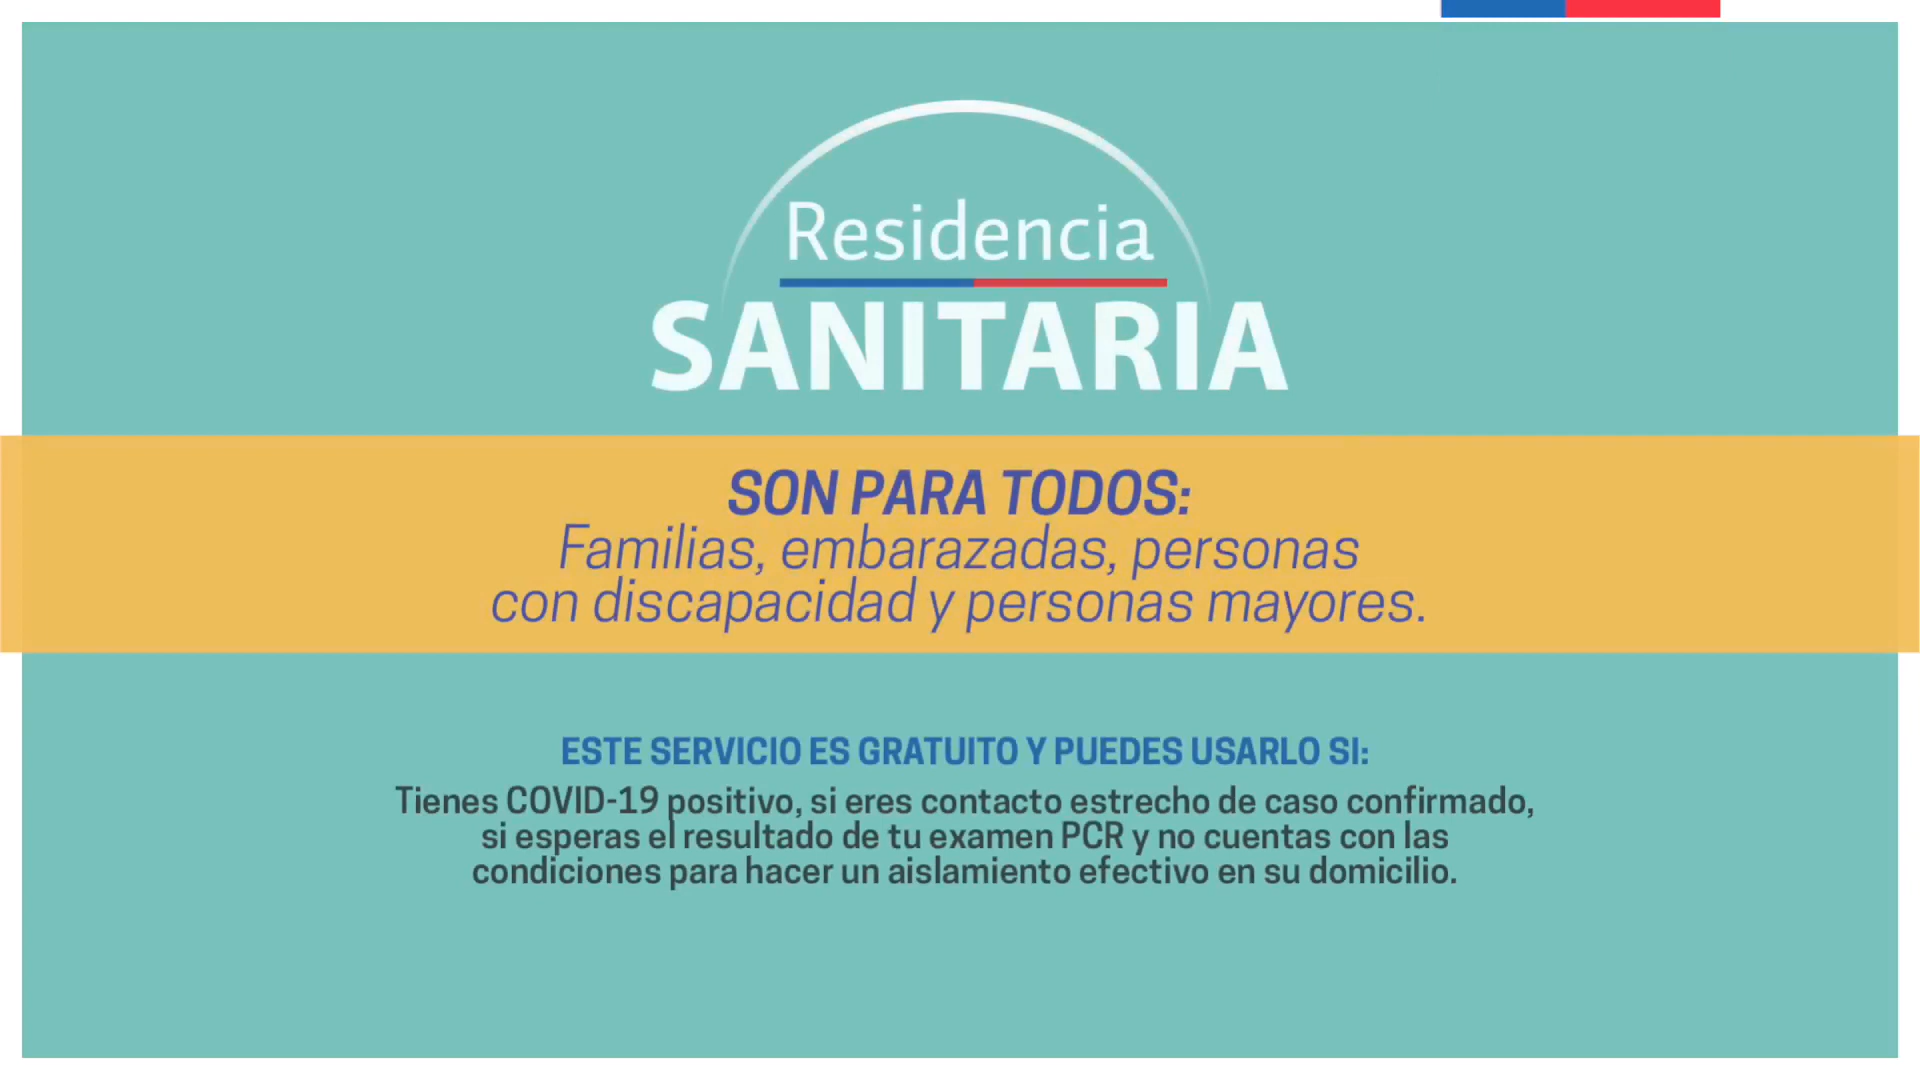 Residencia
SANITARIA
SON PARA TODOS:
Familias, embarazadas, personas
con discapacidad y personas mayores.
ESTE SERVICIO ES GRATUITO Y PUEDES USARLO SI:
Tienes COVID-19 positivo, si eres contacto estrecho de caso confirmado,
si esperas el resultado de tu examen PCR y no cuentas con las
condiciones para hacer un aislamiento efectivo en su domicilio.